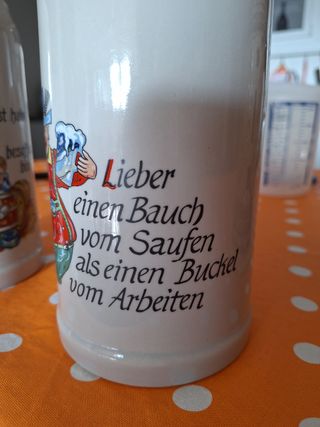 Lieber
einen Bauch
vom Saufen
als einen Buckel
vom Arbeiten